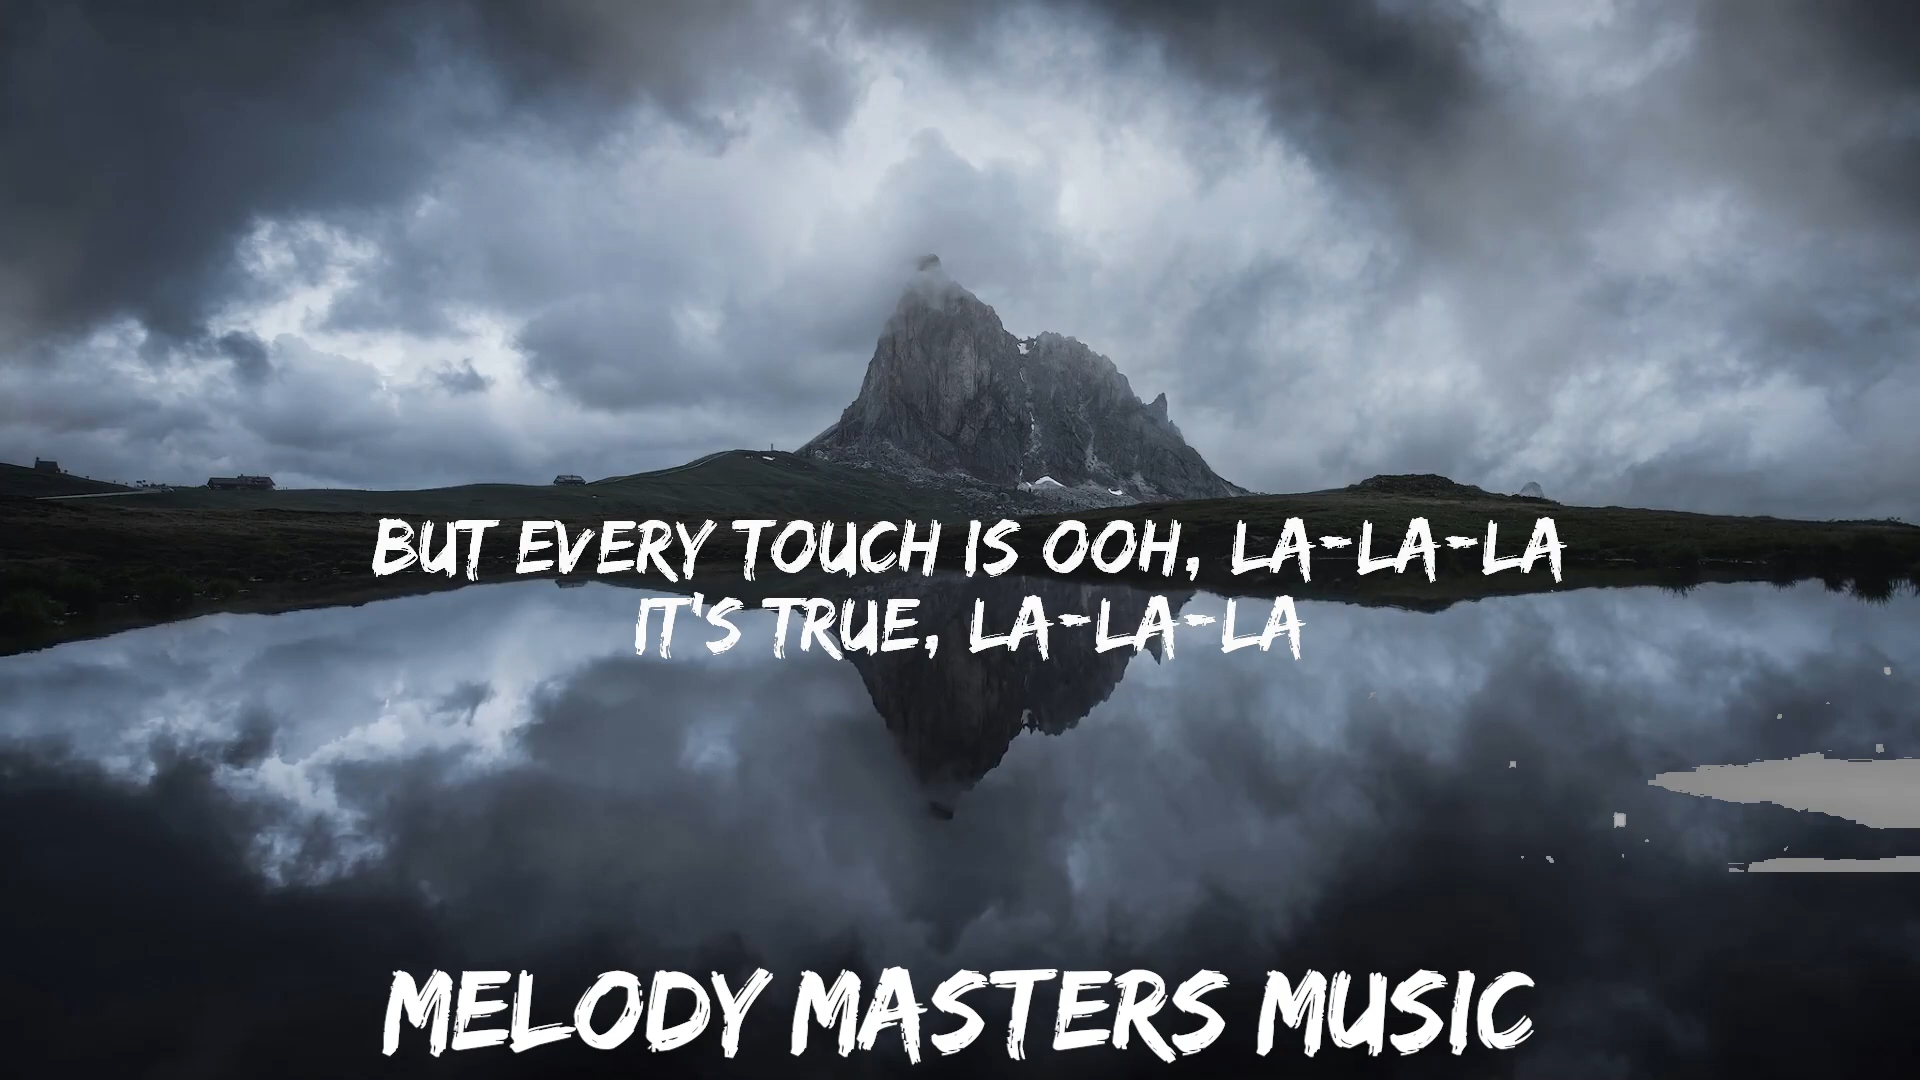 BUT EVERY TOUCH IS OOH, LA-LA-LA
IT'S TRUE, LA-LA-LA
MELODY MASTERS MUSIC